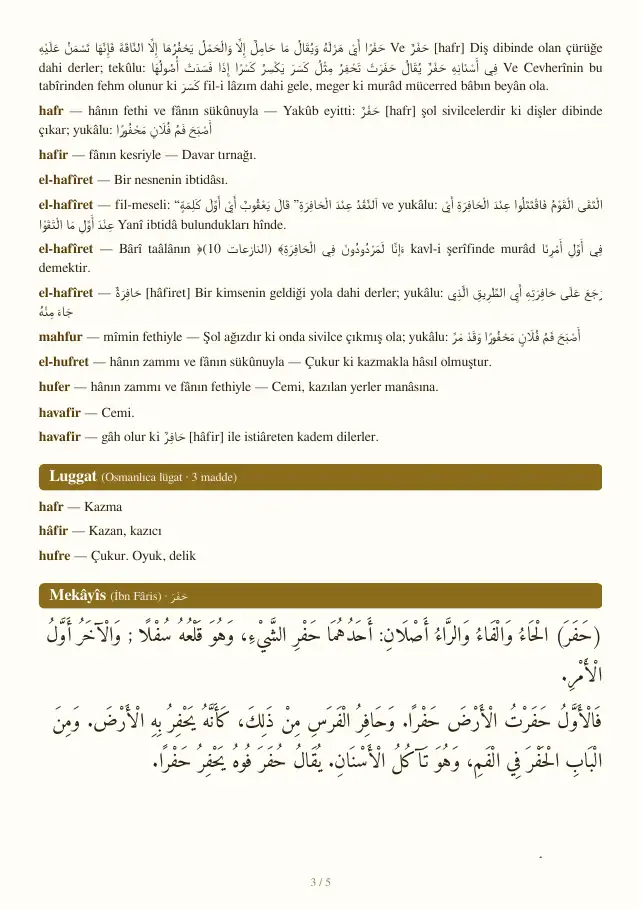 حَفَرًا أَيْ هَزَلَهُ وَيُقَالُ مَا حَامِلٌ إِلَّا وَالْحَمْلُ يَحْفِرُهَا إِلَّا النَّاقَةَ فَإِنَّهَا تَسْمَنُ عَلَيْهِ Ve حَفَرٌ [hafr] Diş dibinde olan çürüğe
dahi derler; tekûlu: فِي أَسْنَانِهِ حَفَرٌ يُقَالُ حَفَرَتْ تَحْفِرُ مِثْلُ كَسَرَ يَكْسِرُ كَسْرًا إِذَا فَسَدَتْ أُصُولُهَا Ve Cevherînin bu
tabîrinden fehm olunur ki كَسَرَ fil-i lâzım dahi gele, meger ki murâd mücerred bâbın beyân ola.
hafr — hânın fethi ve fânın sükûnuyla — Yakûb eyitti: حَفْرٌ [hafr] şol sivilcelerdir ki dişler dibinde
çıkar; yukâlu: أَصْبَحَ فَمُ فُلَانٍ مَحْفُورًا
hafir — fânın kesriyle — Davar tırnağı.
el-hafîret — Bir nesnenin ibtidâsı.
el-hafîret — fil-meseli: “اَلنَّقْدُ عِنْدَ الْحَافِرَةِ” قَالَ يَعْقُوبُ أَيْ أَوَّلِ كَلِمَةٍ ve yukâlu: الْتَقَى الْقَوْمُ فَاقْتَتَلُوا عِنْدَ الْحَافِرَةِ أَيْ
عِنْدَ أَوَّلِ مَا الْتَقَوْا Yanî ibtidâ bulundukları hînde.
el-hafîret — Bârî taâlânın ﴿ءَإِنَّا لَمَرْدُودُونَ فِي الْحَافِرَةِ﴾ (النازعات 10) kavl-i şerîfinde murâd فِي أَوَّلِ أَمْرِنَا
demektir.
el-hafîret — حَافِرَةٌ [hâfiret] Bir kimsenin geldiği yola dahi derler; yukâlu: رَجَعَ عَلَى حَافِرَتِهِ أَيِ الطَّرِيقِ الَّذِي
جَاءَ مِنْهُ
mahfur — mîmin fethiyle — Şol ağızdır ki onda sivilce çıkmış ola; yukâlu: أَصْبَحَ فَمُ فُلَانٍ مَحْفُورًا وَقَدْ مَرَّ
el-hufret — hânın zammı ve fânın sükûnuyla — Çukur ki kazmakla hâsıl olmuştur.
hufer — hânın zammı ve fânın fethiyle — Cemi, kazılan yerler manâsına.
havafir — Cemi.
havafir — gâh olur ki حَافِرٌ [hâfir] ile istiâreten kadem dilerler.
Luggat (Osmanlıca lügat · 3 madde)
hafr — Kazma
hâfir — Kazan, kazıcı
hufre — Çukur. Oyuk, delik
Mekâyîs (İbn Fâris) · حَفَرَ
(حَفَرَ) الْحَاءُ وَالْفَاءُ وَالرَّاءُ أَصْلَانِ: أَحَدُهُمَا حَفْرِ الشَّيْءِ، وَهُوَ قَلْعُهُ سُفْلًا ; وَالْآخَرُ أَوَّلُ
الْأَمْرِ.
فَالْأَوَّلُ حَفَرْتُ الْأَرْضَ حَفْرًا. وَحَافِرُ الْفَرَسِ مِنْ ذَلِكَ، كَأَنَّهُ يَحْفِرُ بِهِ الْأَرْضَ. وَمِنَ
الْبَابِ الْحَفْرَ فِي الْفَمِ، وَهُوَ تَآكُلُ الْأَسْنَانِ. يُقَالُ حُفَرَ فُوهُ يَحْفِرُ حَفْرًا.
3 / 5